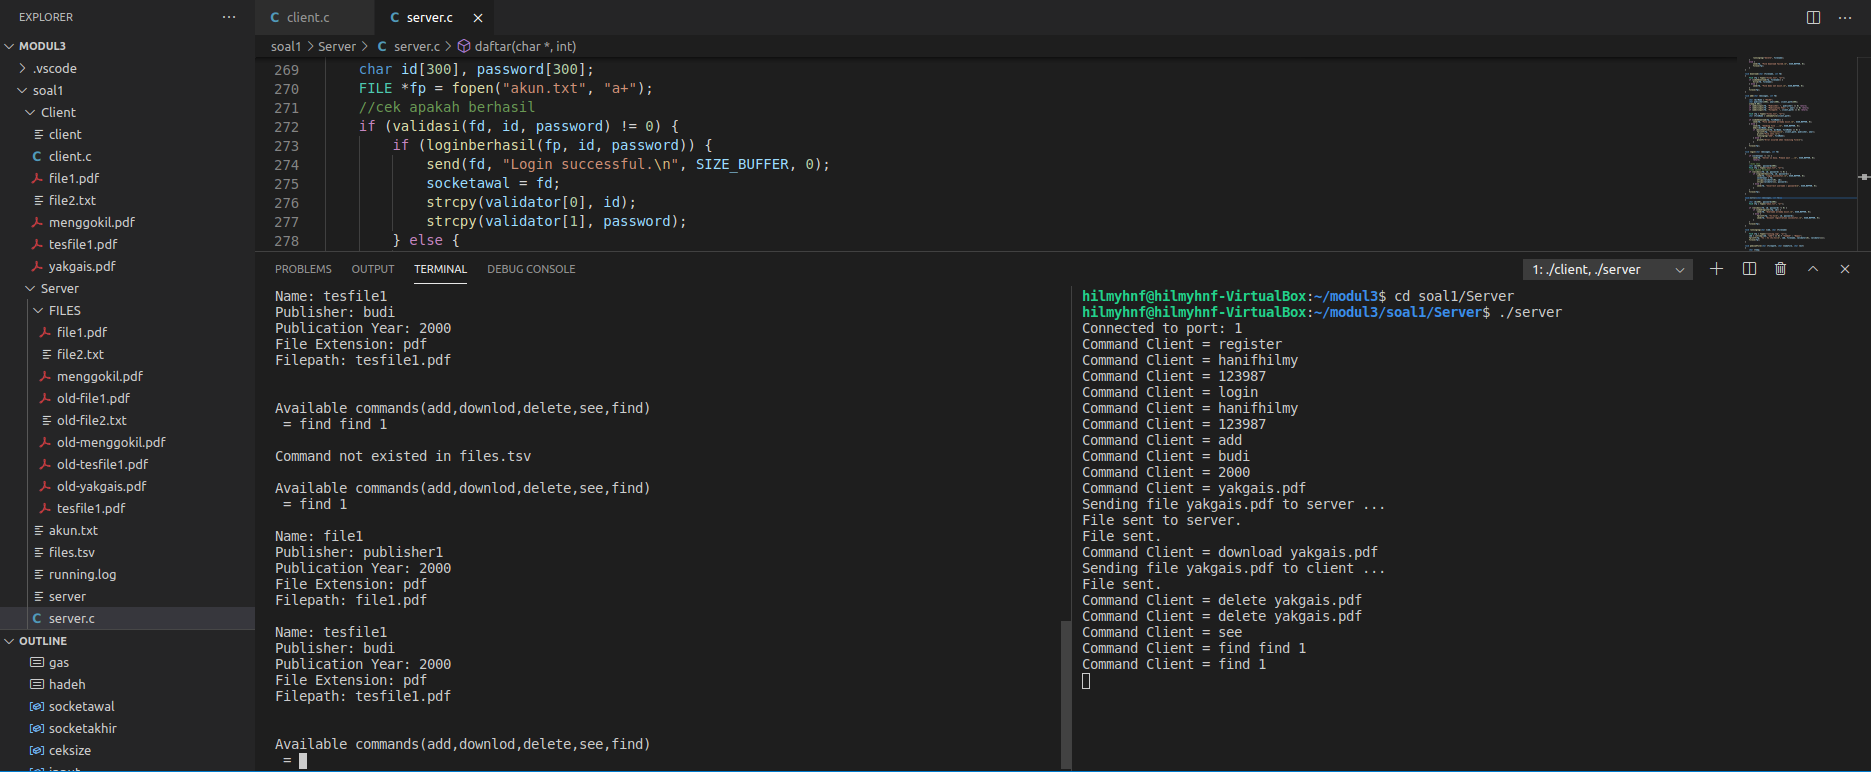 EXPLORER
MODUL3
.vscode
soal1
Client
client
client.c
file1.pdf
file2.txt
menggokil.pdf
tesfile1.pdf
yakgais.pdf
Server
FILES
file1.pdf
file2.txt
menggokil.pdf
old-file1.pdf
old-file2.txt
old-menggokil.pdf
old-tesfile1.pdf
old-yakgais.pdf
tesfile1.pdf
akun.txt
files.tsv
running.log
server
C server.c
OUTLINE
gas
hadeh
socketawal
socketakhir
ceksize
C client.c C server.c
soal1 > Server > C server.c > daftar(char *, int)
269 char id[300], password[300];
270 FILE *fp = fopen("akun.txt", "a+");
271 //cek apakah berhasil
272 if (validasi(fd, id, password) != 0) {
273 if (loginberhasil(fp, id, password)) {
274 send(fd, "Login successful.\n", SIZE_BUFFER, 0);
275 socketawal = fd;
276 strcpy(validator[0], id);
277 strcpy(validator[1], password);
278 } else {
PROBLEMS OUTPUT TERMINAL DEBUG CONSOLE 1: ./client, ./server
Name: tesfile1
Publisher: budi
Publication Year: 2000
File Extension: pdf
Filepath: tesfile1.pdf
Available commands(add,downlod,delete,see,find)
= find find 1
Command not existed in files.tsv
Available commands(add,downlod,delete,see,find)
= find 1
Name: file1
Publisher: publisher1
Publication Year: 2000
File Extension: pdf
Filepath: file1.pdf
Name: tesfile1
Publisher: budi
Publication Year: 2000
File Extension: pdf
Filepath: tesfile1.pdf
Available commands(add,downlod,delete,see,find)
=
hilmyhnf@hilmyhnf-VirtualBox:~/modul3$ cd soal1/Server
hilmyhnf@hilmyhnf-VirtualBox:~/modul3/soal1/Server$ ./server
Connected to port: 1
Command Client = register
Command Client = hanifhilmy
Command Client = 123987
Command Client = login
Command Client = hanifhilmy
Command Client = 123987
Command Client = add
Command Client = budi
Command Client = 2000
Command Client = yakgais.pdf
Sending file yakgais.pdf to server ...
File sent to server.
File sent.
Command Client = download yakgais.pdf
Sending file yakgais.pdf to client ...
File sent.
Command Client = delete yakgais.pdf
Command Client = delete yakgais.pdf
Command Client = see
Command Client = find find 1
Command Client = find 1